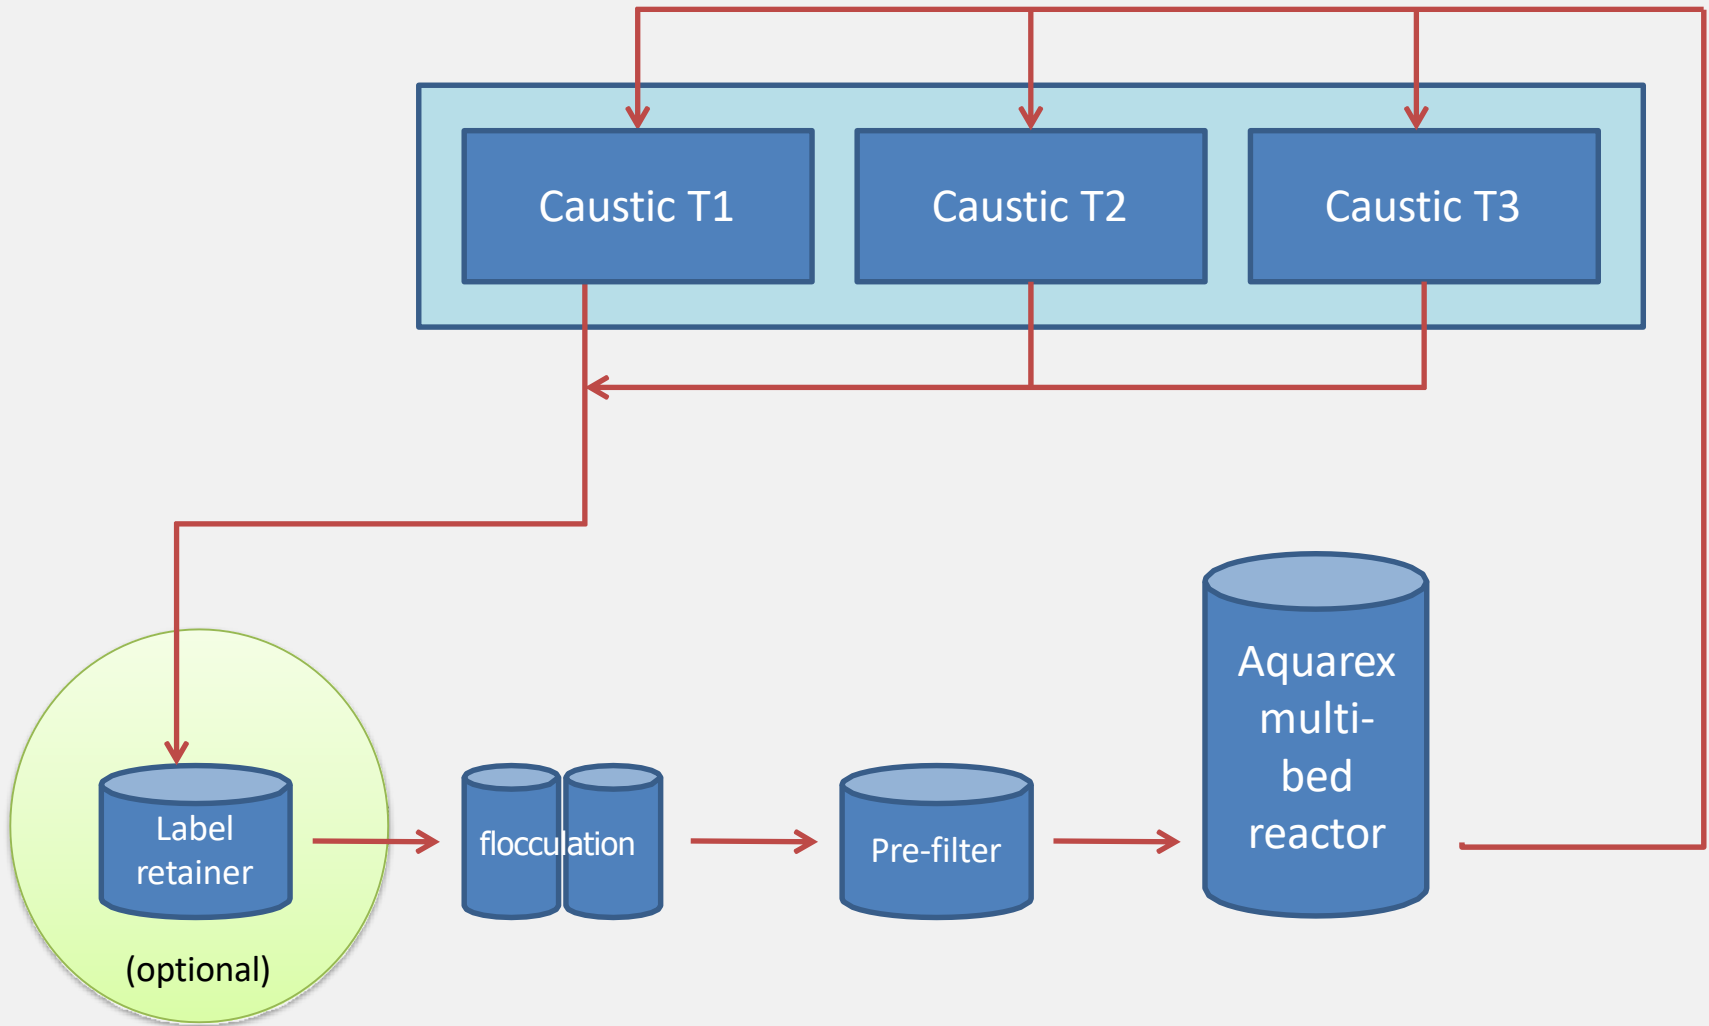 Caustic T1
Caustic T2
Caustic T3
Label
retainer
(optional)
flocculation
Pre-filter
Aquarex
multi-
bed
reactor